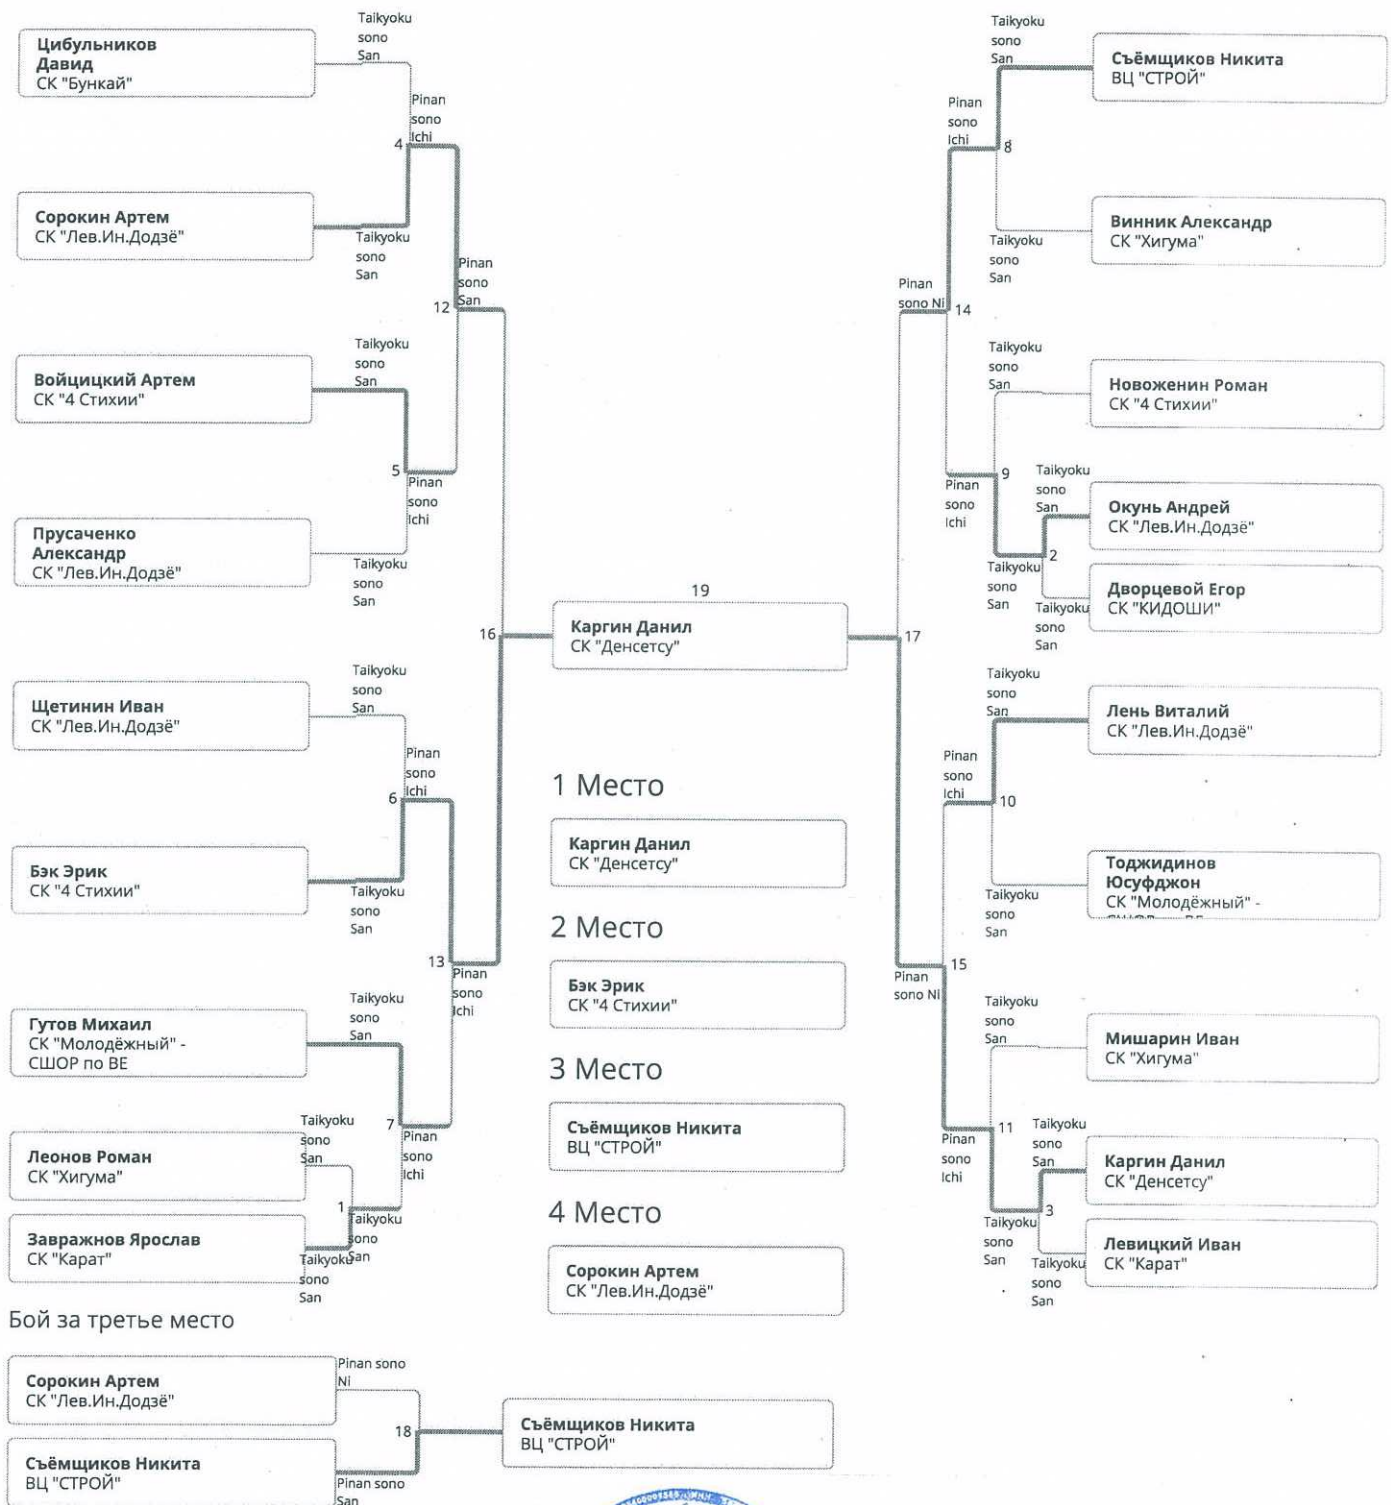 Taikyoku
sono
San
Цибульников
Давид
СК "Бункай"
Pinan
sono
Ichi
4
Сорокин Артем
СК "Лев.Ин.Додзё"
Taikyoku
sono
San
Pinan
sono
San
12
Taikyoku
sono
San
Войцицкий Артем
СК "4 Стихии"
5
Pinan
sono
Ichi
Прусаченко
Александр
СК "Лев.Ин.Додзё"
Taikyoku
sono
San
16
Taikyoku
sono
San
Щетинин Иван
СК "Лев.Ин.Додзё"
Pinan
sono
Ichi
6
Бэк Эрик
СК "4 Стихии"
Taikyoku
sono
San
13
Pinan
sono
Ichi
Taikyoku
sono
San
Гутов Михаил
СК "Молодёжный" -
СШОР по ВЕ
7
Pinan
sono
Ichi
Taikyoku
sono
San
Леонов Роман
СК "Хигума"
1
Taikyoku
sono
San
Завражнов Ярослав
СК "Карат"
Taikyoku
sono
San
19
Каргин Данил
СК "Денсетсу"
1 Место
Каргин Данил
СК "Денсетсу"
2 Место
Бэк Эрик
СК "4 Стихии"
3 Место
Съёмщиков Никита
ВЦ "СТРОЙ"
4 Место
Сорокин Артем
СК "Лев.Ин.Додзё"
Taikyoku
sono
San
Съёмщиков Никита
ВЦ "СТРОЙ"
Pinan
sono
Ichi
8
Винник Александр
СК "Хигума"
Taikyoku
sono
San
Pinan
sono Ni
14
Taikyoku
sono
San
Новоженин Роман
СК "4 Стихии"
9
Pinan
sono
Ichi
Taikyoku
sono
San
Окунь Андрей
СК "Лев.Ин.Додзё"
2
Taikyoku
sono
San
Дворцевой Егор
СК "КИДОШИ"
Taikyoku
sono
San
17
Taikyoku
sono
San
Лень Виталий
СК "Лев.Ин.Додзё"
Pinan
sono
Ichi
10
Тоджидинов
Юсуфджон
СК "Молодёжный" -
Taikyoku
sono
San
15
Pinan
sono Ni
Taikyoku
sono
San
Мишарин Иван
СК "Хигума"
11
Pinan
sono
Ichi
Taikyoku
sono
San
Каргин Данил
СК "Денсетсу"
3
Taikyoku
sono
San
Левицкий Иван
СК "Карат"
Taikyoku
sono
San
Бой за третье место
Сорокин Артем
СК "Лев.Ин.Додзё"
Pinan sono
Ni
18
Съёмщиков Никита
ВЦ "СТРОЙ"
Pinan sono
San
Съёмщиков Никита
ВЦ "СТРОЙ"